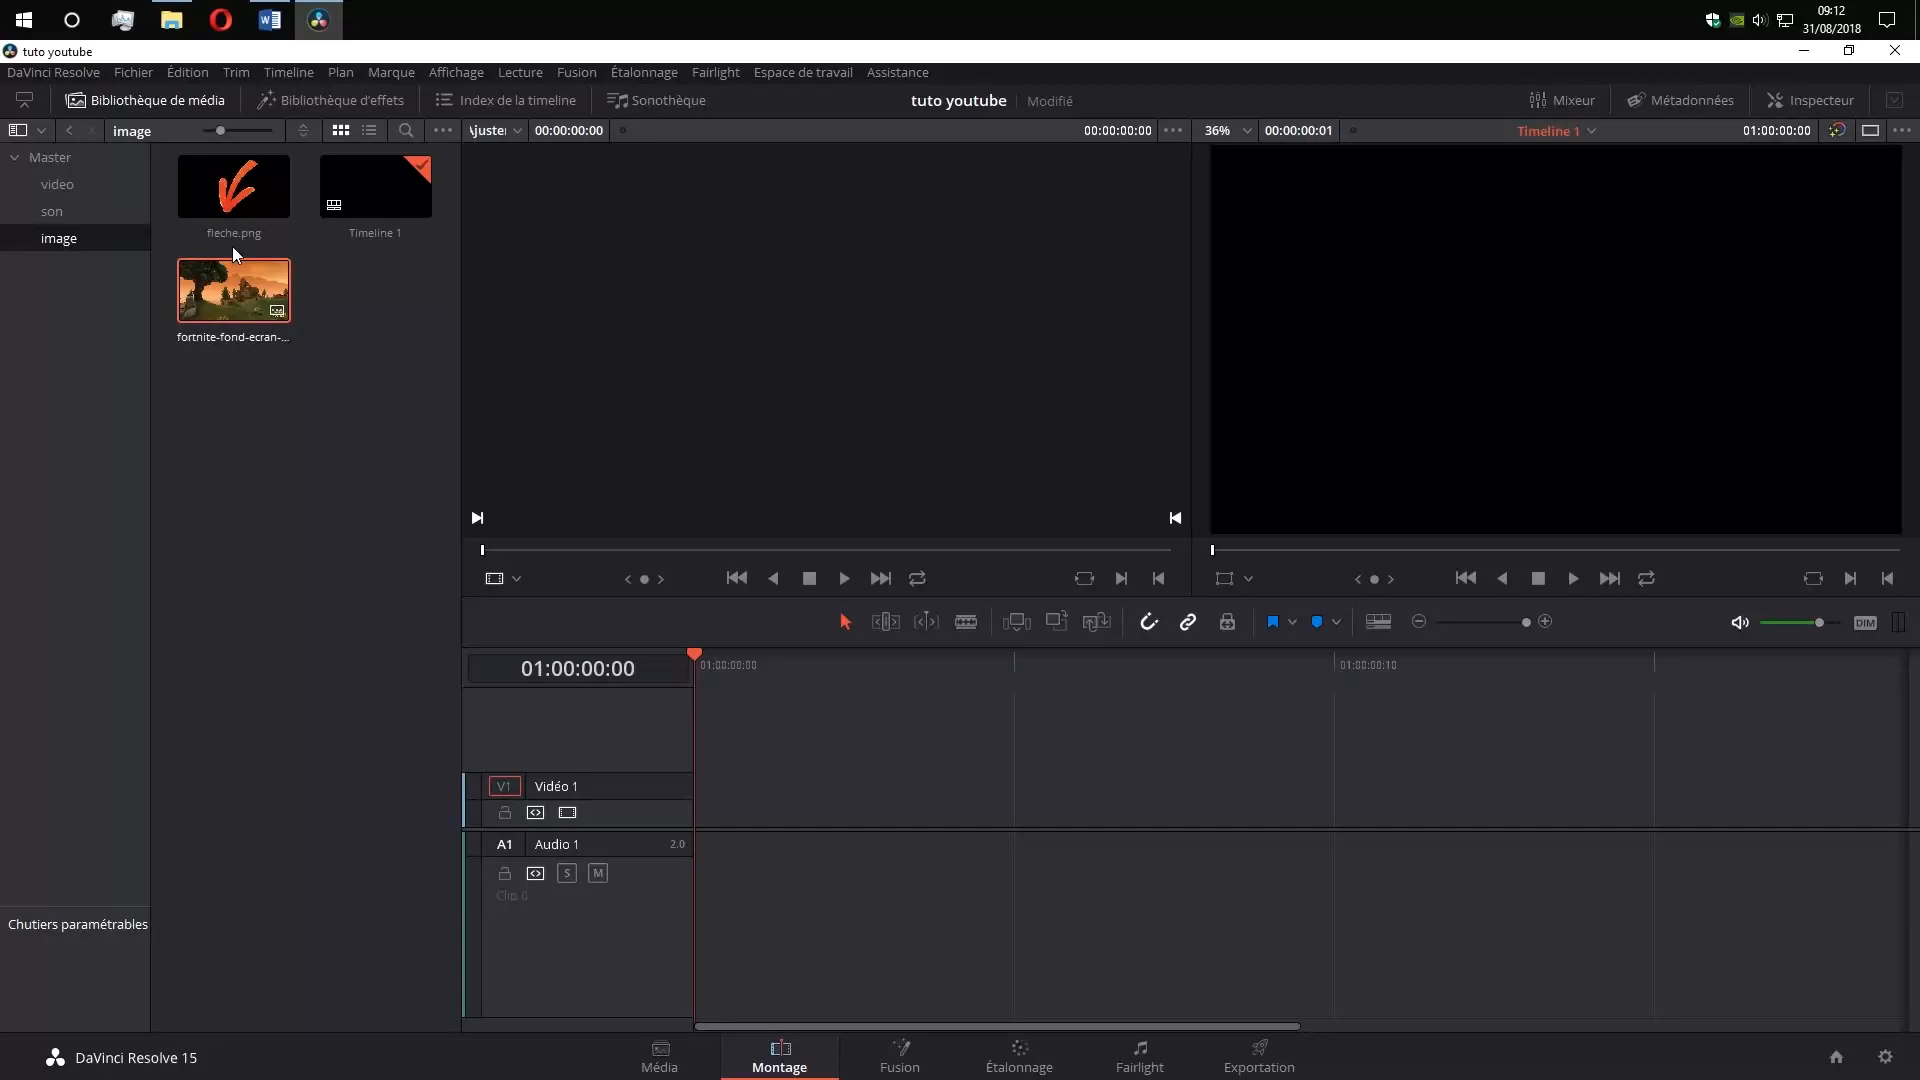 09:12
31/08/2018
tuto youtube
DaVinci Resolve Fichier Édition Trim Timeline Plan Marque Affichage Lecture Fusion Étalonnage Fairlight Espace de travail Assistance
Bibliothèque de média Bibliothèque d'effets Index de la timeline Sonothèque tuto youtube Modifié Mixeur Métadonnées Inspecteur
image Ajuster 00:00:00:00 00:00:00:00 36% 00:00:00:01 Timeline 1 01:00:00:00
Master
video
son
image
fleche.png Timeline 1
fortnite-fond-ecran-...
01:00:00:00 01:00:00:00 01:00:00:10
DIM
V1 Vidéo 1
A1 Audio 1 2.0
S M
Clip 0
Chutiers paramétrables
DaVinci Resolve 15
Média Montage Fusion Étalonnage Fairlight Exportation